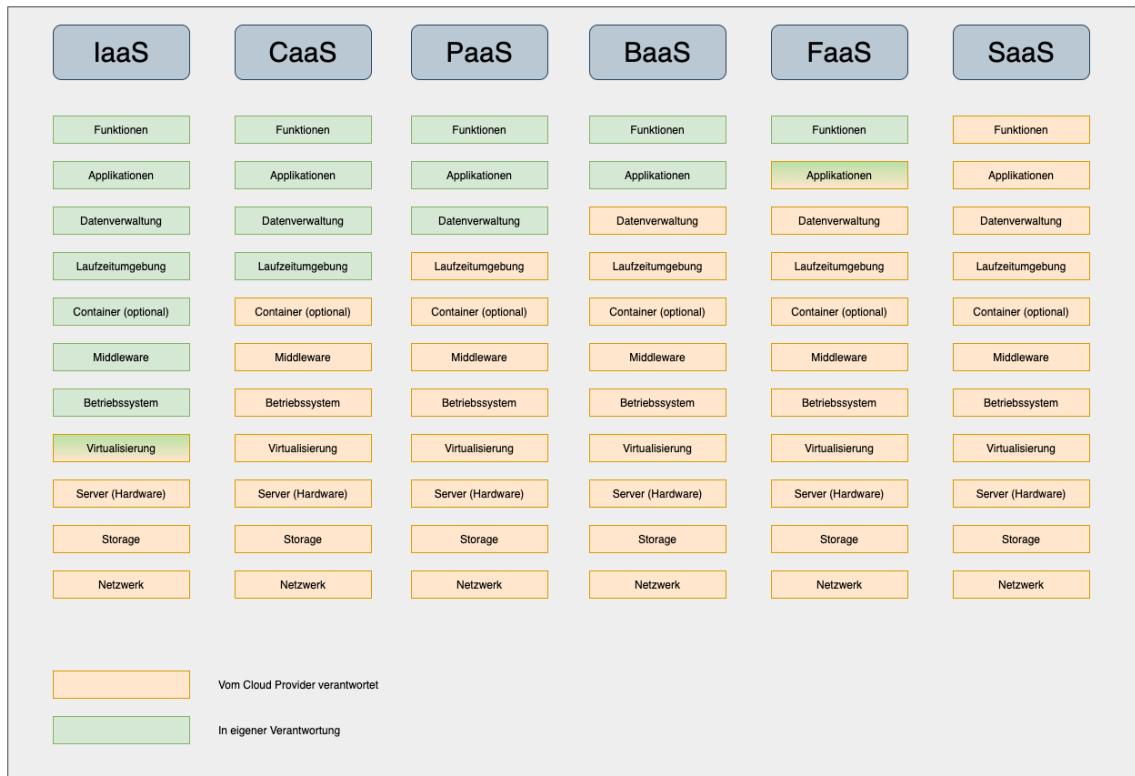 IaaS CaaS PaaS BaaS FaaS SaaS
Funktionen Funktionen Funktionen Funktionen Funktionen Funktionen
Applikationen Applikationen Applikationen Applikationen Applikationen Applikationen
Datenverwaltung Datenverwaltung Datenverwaltung Datenverwaltung Datenverwaltung Datenverwaltung
Laufzeitumgebung Laufzeitumgebung Laufzeitumgebung Laufzeitumgebung Laufzeitumgebung Laufzeitumgebung
Container (optional) Container (optional) Container (optional) Container (optional) Container (optional) Container (optional)
Middleware Middleware Middleware Middleware Middleware Middleware
Betriebssystem Betriebssystem Betriebssystem Betriebssystem Betriebssystem Betriebssystem
Virtualisierung Virtualisierung Virtualisierung Virtualisierung Virtualisierung Virtualisierung
Server (Hardware) Server (Hardware) Server (Hardware) Server (Hardware) Server (Hardware) Server (Hardware)
Storage Storage Storage Storage Storage Storage
Netzwerk Netzwerk Netzwerk Netzwerk Netzwerk Netzwerk
Vom Cloud Provider verantwortet
In eigener Verantwortung